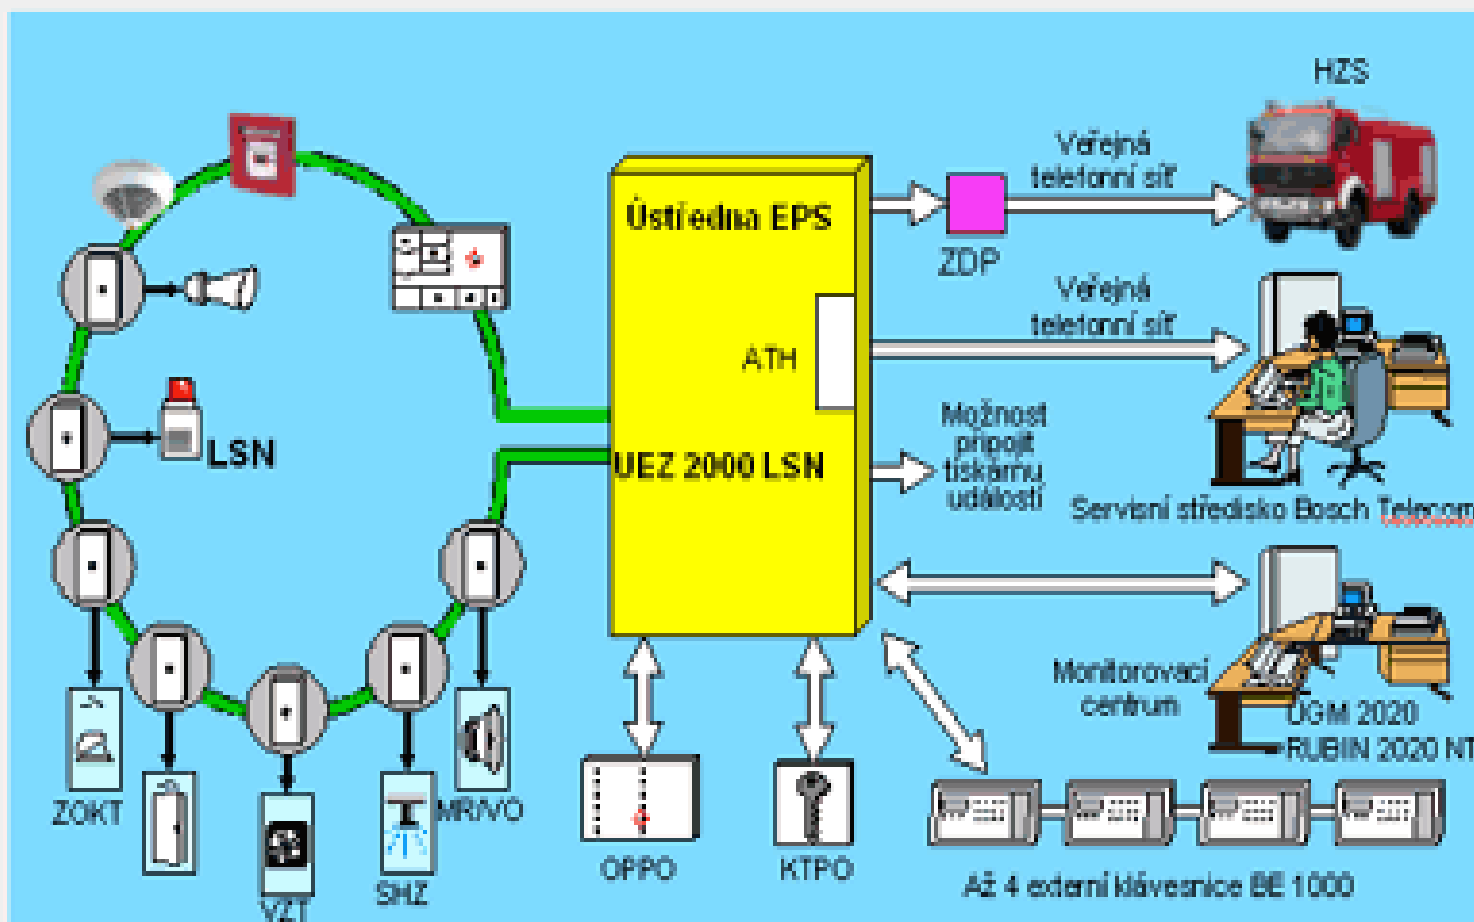 HZS
Veřejná
telefonní síť
Ústředna EPS
ZDP
Veřejná
telefonní síť
ATH
Možnost
připojit
tiskárnu
událostí
LSN
UEZ 2000 LSN
Servisní středisko Bosch Telecom
Monitorovací
centrum
UGM 2020
RUBIN 2020 NT
ZOKT
MR/VO
VZT
SHZ
OPPO
KTPO
Až 4 externí klávesnice BE 1000